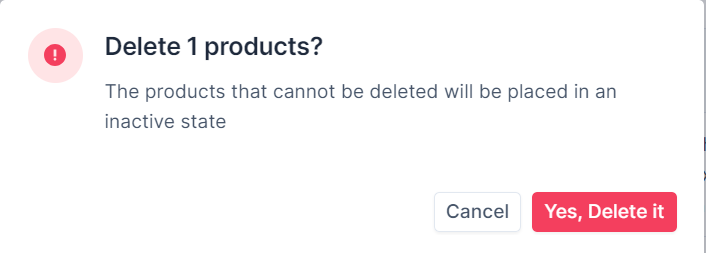 Delete 1 products?
The products that cannot be deleted will be placed in an
inactive state
Cancel
Yes, Delete it